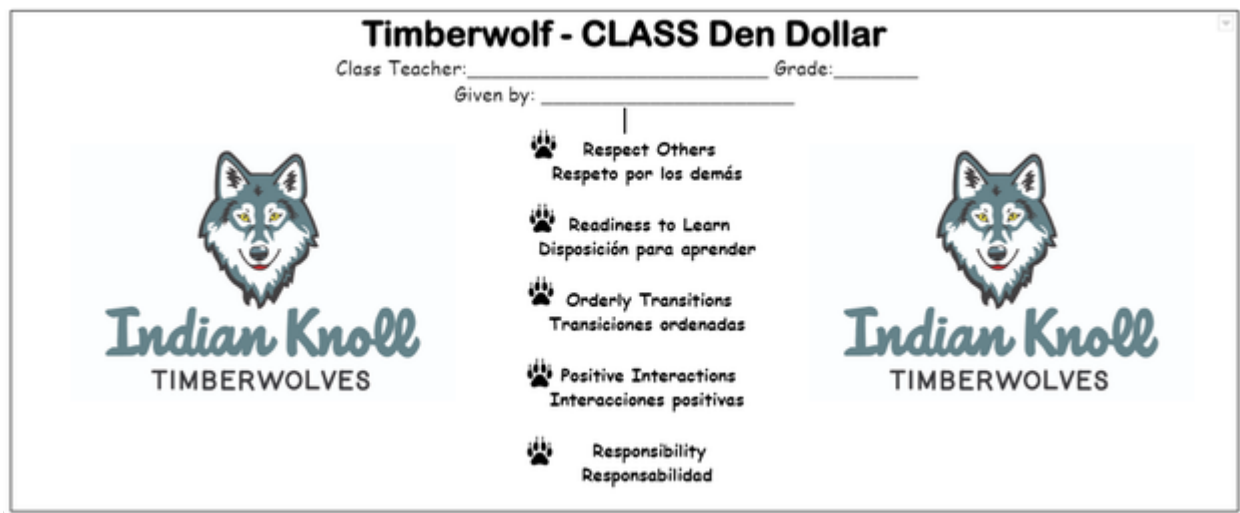 Timberwolf - CLASS Den Dollar
Class Teacher:______________________________ Grade:________
Given by: _________________________
Respect Others
Respeto por los demás
Readiness to Learn
Disposición para aprender
Orderly Transitions
Transiciones ordenadas
Positive Interactions
Interacciones positivas
Responsibility
Responsabilidad
Indian Knoll
TIMBERWOLVES
Indian Knoll
TIMBERWOLVES